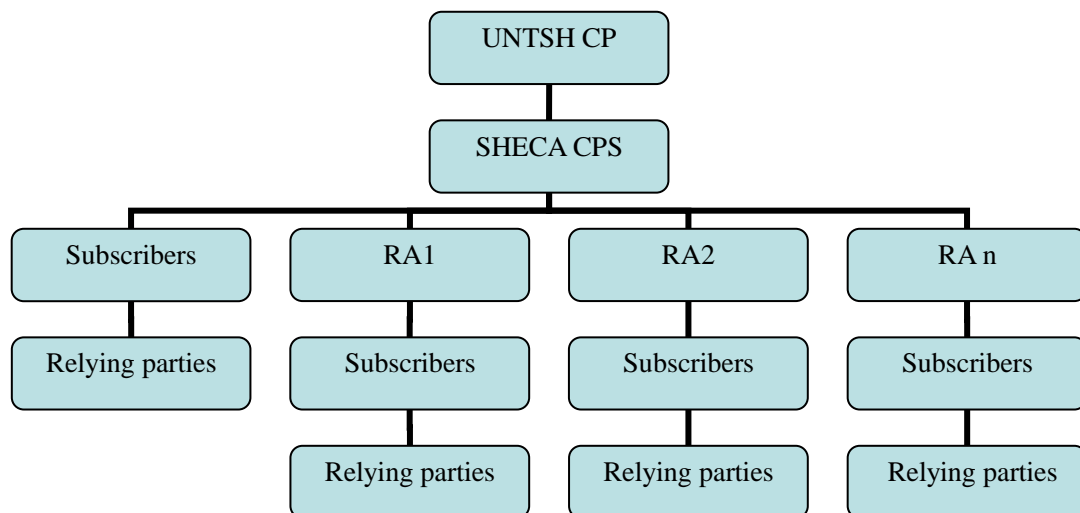 UNTSH CP
SHECA CPS
Subscribers
RA1
RA2
RA n
Relying parties
Subscribers
Subscribers
Subscribers
Relying parties
Relying parties
Relying parties